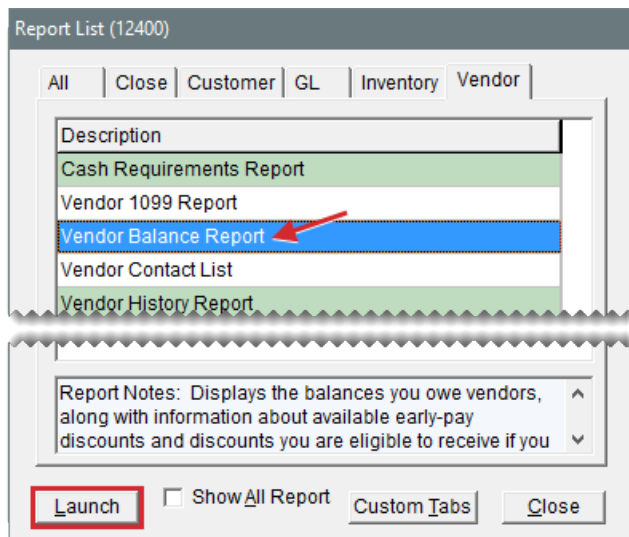 Report List (12400)
All Close Customer GL Inventory Vendor
Description
Cash Requirements Report
Vendor 1099 Report
Vendor Balance Report
Vendor Contact List
Vendor History Report
Report Notes: Displays the balances you owe vendors,
along with information about available early-pay
discounts and discounts you are eligible to receive if you
Launch Show All Report Custom Tabs Close